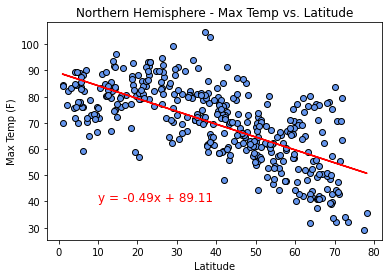 Northern Hemisphere - Max Temp vs. Latitude
Max Temp (F)
100
90
80
70
60
50
40
30
y = -0.49x + 89.11
0 10 20 30 40 50 60 70 80
Latitude